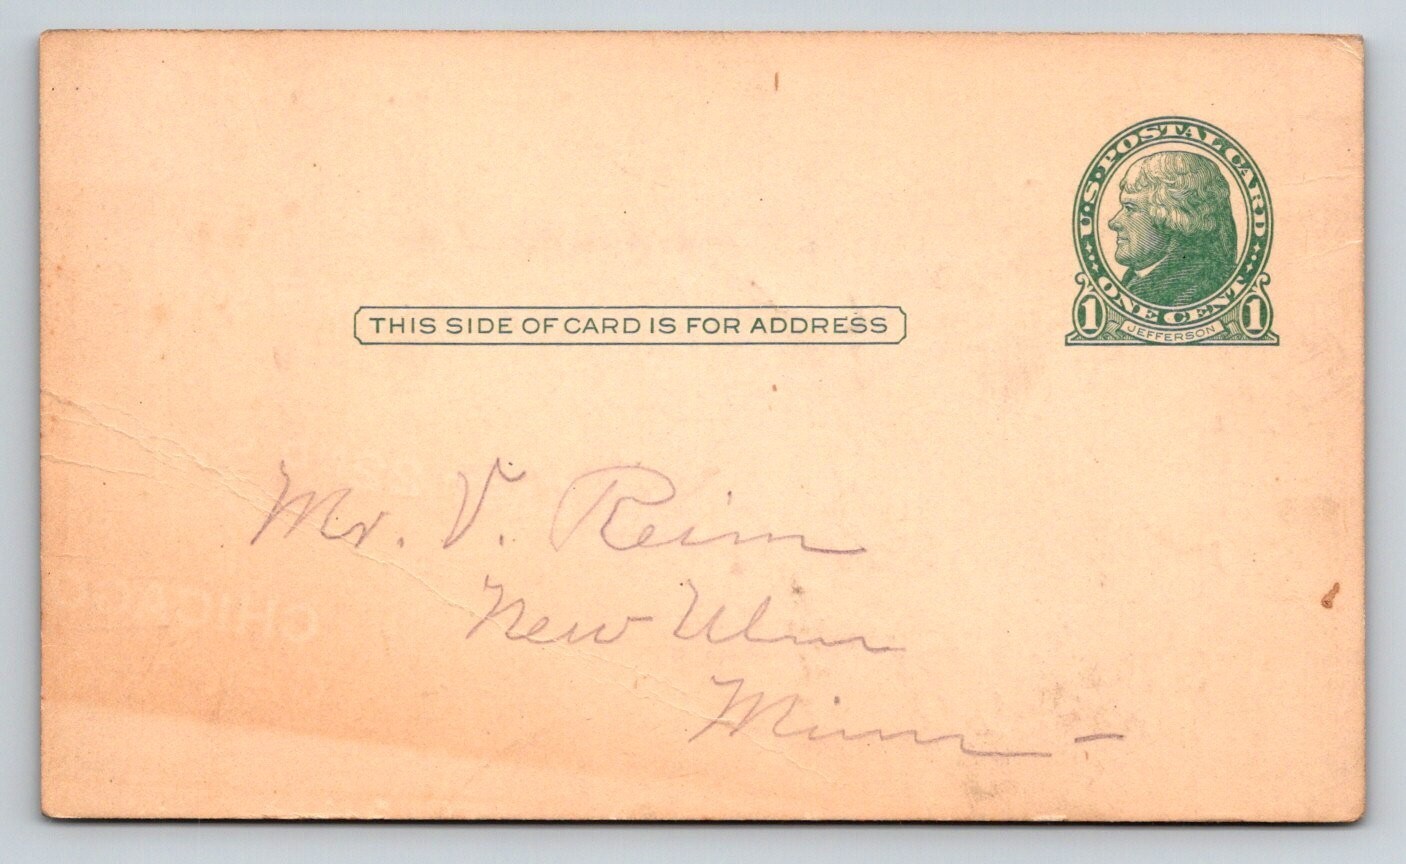 U.S. POSTAL CARD
ONE CENT
1 JEFFERSON 1
THIS SIDE OF CARD IS FOR ADDRESS
Mr. V. Reim
New Ulm
Minn -